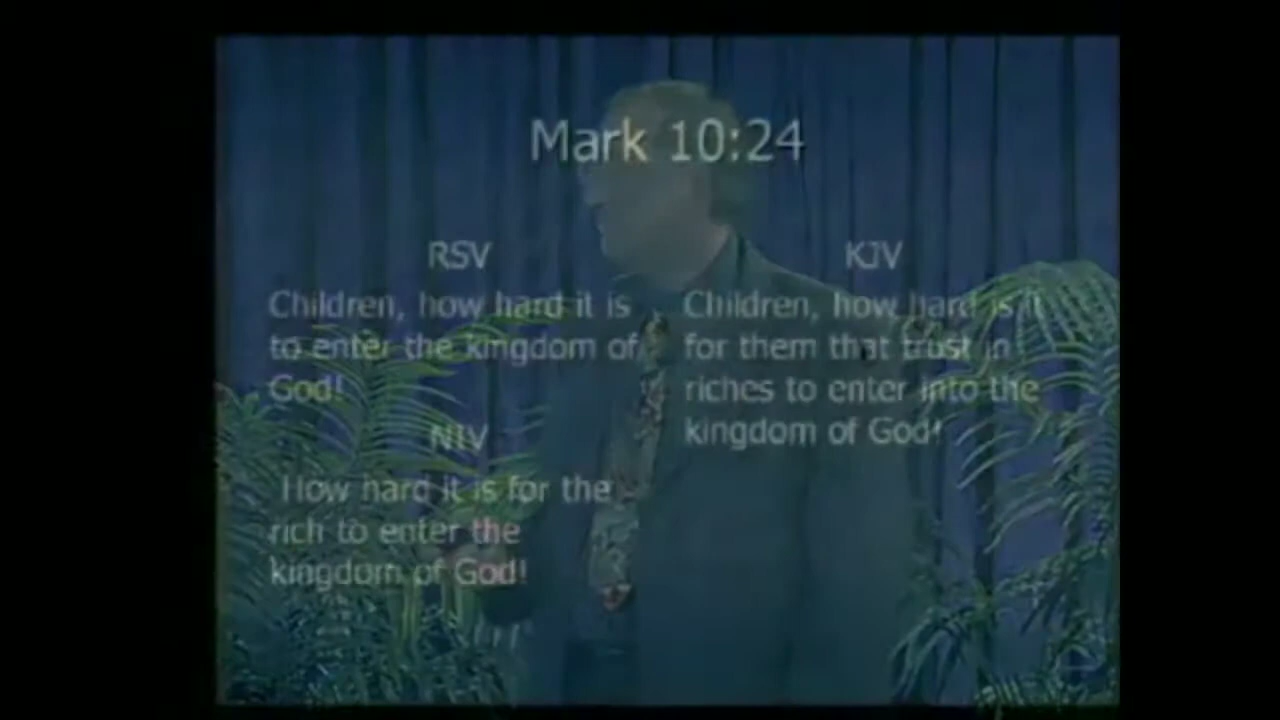 Mark 10:24
RSV
Children, how hard it is
to enter the kingdom of
God!
NIV
How hard it is for the
rich to enter the
kingdom of God!
KJV
Children, how hard is it
for them that trust in
riches to enter into the
kingdom of God!